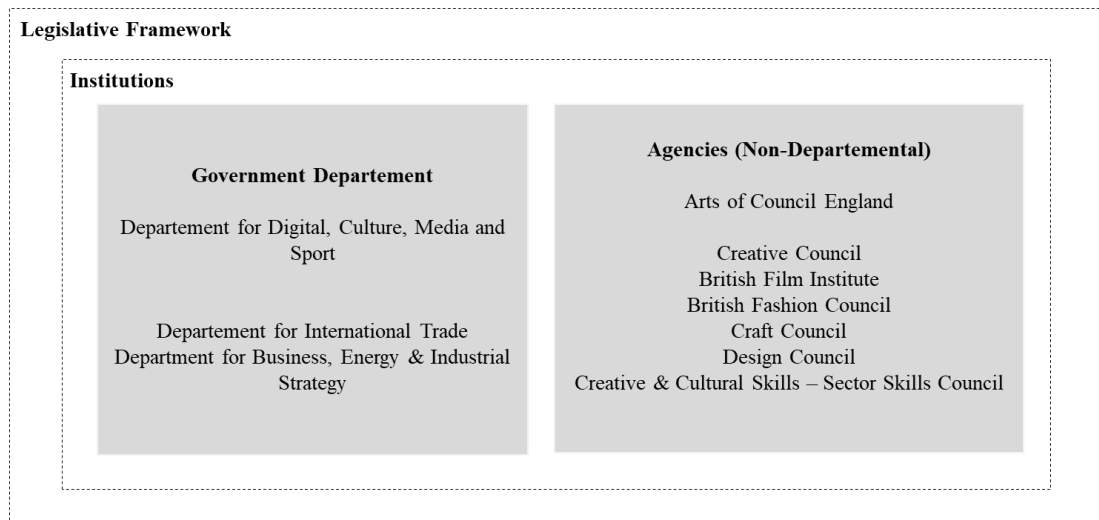 Legislative Framework
Institutions
Government Departement
Departement for Digital, Culture, Media and
Sport
Departement for International Trade
Department for Business, Energy & Industrial
Strategy
Agencies (Non-Departemental)
Arts of Council England
Creative Council
British Film Institute
British Fashion Council
Craft Council
Design Council
Creative & Cultural Skills – Sector Skills Council